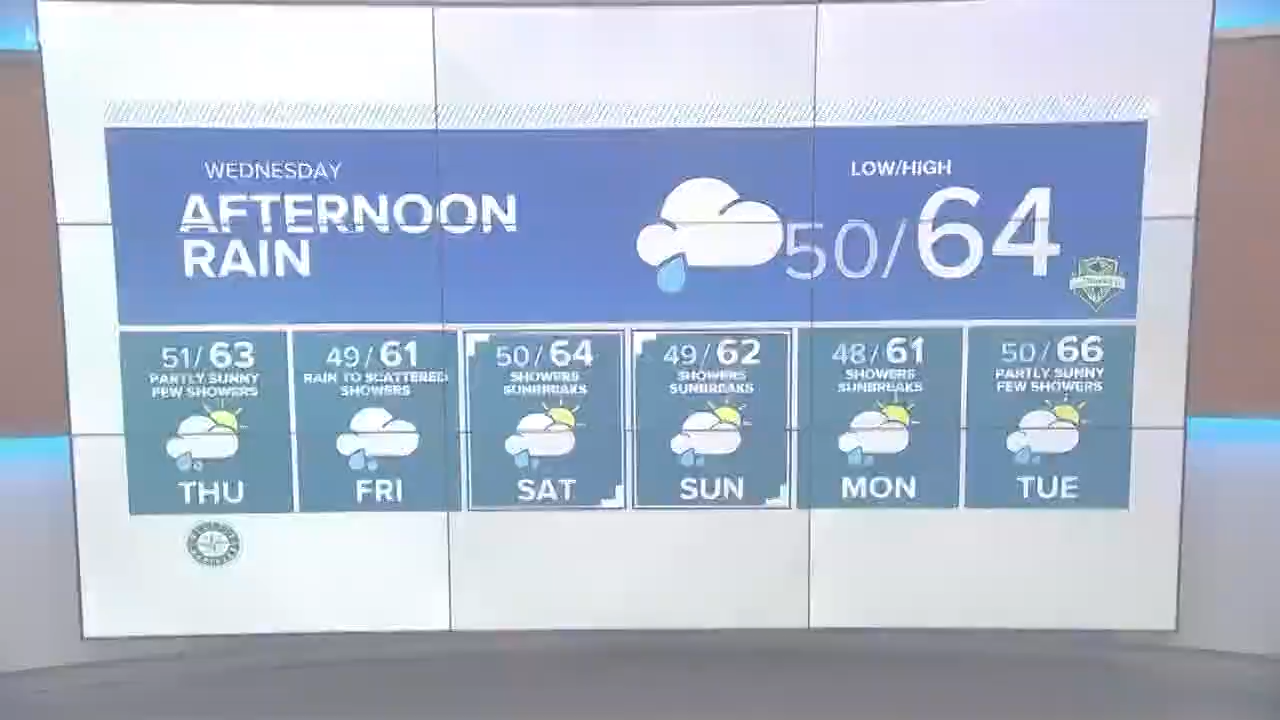 WEDNESDAY
AFTERNOON
RAIN
LOW/HIGH
50/64
51/63
PARTLY SUNNY
FEW SHOWERS
THU
49/61
RAIN TO SCATTERED
SHOWERS
FRI
50/64
SHOWERS
SUNBREAKS
SAT
49/62
SHOWERS
SUNBREAKS
SUN
48/61
SHOWERS
SUNBREAKS
MON
50/66
PARTLY SUNNY
FEW SHOWERS
TUE